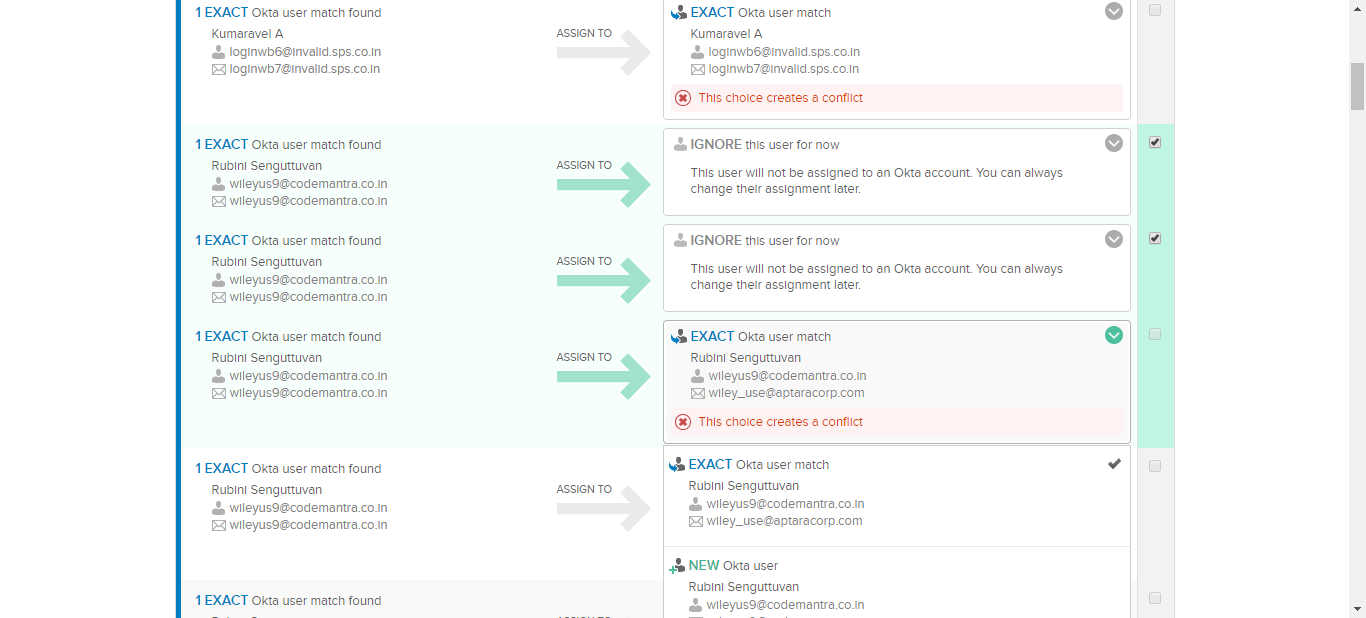 1 EXACT Okta user match found
Kumaravel A
loginwb6@invalid.sps.co.in
loginwb7@invalid.sps.co.in
ASSIGN TO
EXACT Okta user match
Kumaravel A
loginwb6@invalid.sps.co.in
loginwb7@invalid.sps.co.in
This choice creates a conflict
1 EXACT Okta user match found
Rubini Senguttuvan
wileyus9@codemantra.co.in
wileyus9@codemantra.co.in
ASSIGN TO
IGNORE this user for now
This user will not be assigned to an Okta account. You can always
change their assignment later.
1 EXACT Okta user match found
Rubini Senguttuvan
wileyus9@codemantra.co.in
wileyus9@codemantra.co.in
ASSIGN TO
IGNORE this user for now
This user will not be assigned to an Okta account. You can always
change their assignment later.
1 EXACT Okta user match found
Rubini Senguttuvan
wileyus9@codemantra.co.in
wileyus9@codemantra.co.in
ASSIGN TO
EXACT Okta user match
Rubini Senguttuvan
wileyus9@codemantra.co.in
wiley_use@aptaracorp.com
This choice creates a conflict
1 EXACT Okta user match found
Rubini Senguttuvan
wileyus9@codemantra.co.in
wileyus9@codemantra.co.in
ASSIGN TO
EXACT Okta user match
Rubini Senguttuvan
wileyus9@codemantra.co.in
wiley_use@aptaracorp.com
NEW Okta user
Rubini Senguttuvan
wileyus9@codemantra.co.in
1 EXACT Okta user match found